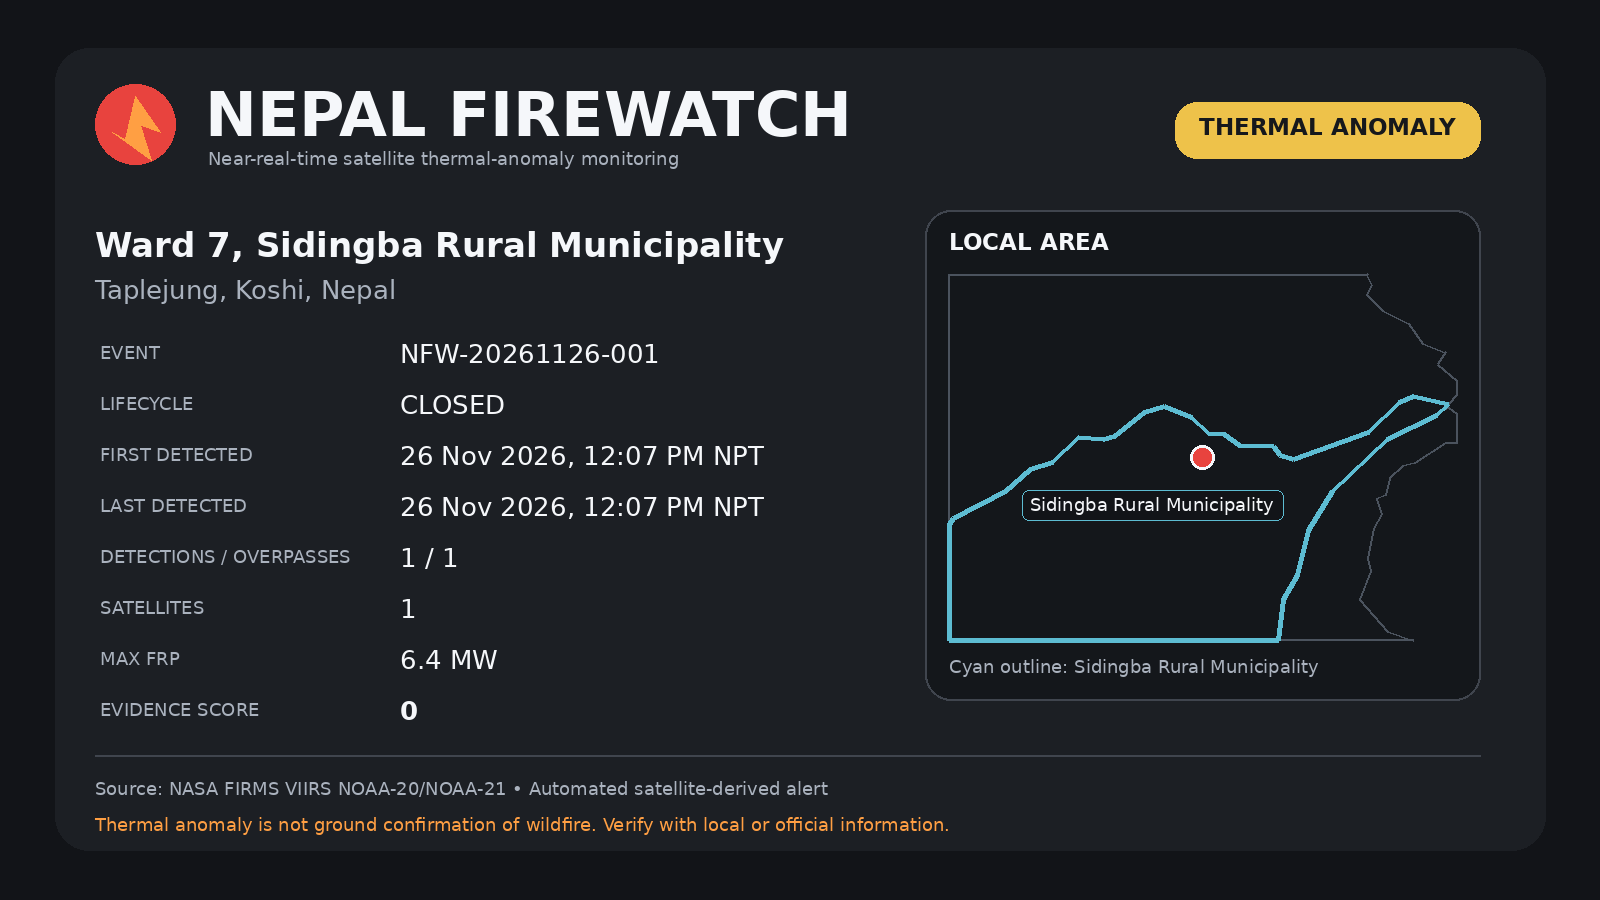 NEPAL FIREWATCH
Near-real-time satellite thermal-anomaly monitoring
THERMAL ANOMALY
Ward 7, Sidingba Rural Municipality
Taplejung, Koshi, Nepal
EVENT NFW-20261126-001
LIFECYCLE CLOSED
FIRST DETECTED 26 Nov 2026, 12:07 PM NPT
LAST DETECTED 26 Nov 2026, 12:07 PM NPT
DETECTIONS / OVERPASSES 1 / 1
SATELLITES 1
MAX FRP 6.4 MW
EVIDENCE SCORE 0
LOCAL AREA
Sidingba Rural Municipality
Cyan outline: Sidingba Rural Municipality
Source: NASA FIRMS VIIRS NOAA-20/NOAA-21 • Automated satellite-derived alert
Thermal anomaly is not ground confirmation of wildfire. Verify with local or official information.